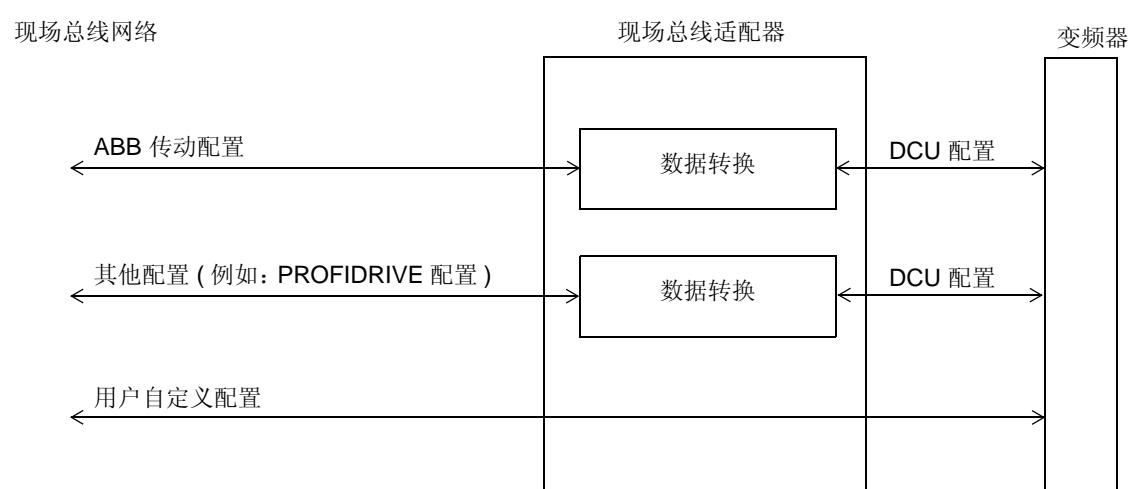 现场总线网络
现场总线适配器
变频器
ABB 传动配置
数据转换
DCU 配置
其他配置 ( 例如：PROFIDRIVE 配置 )
数据转换
DCU 配置
用户自定义配置